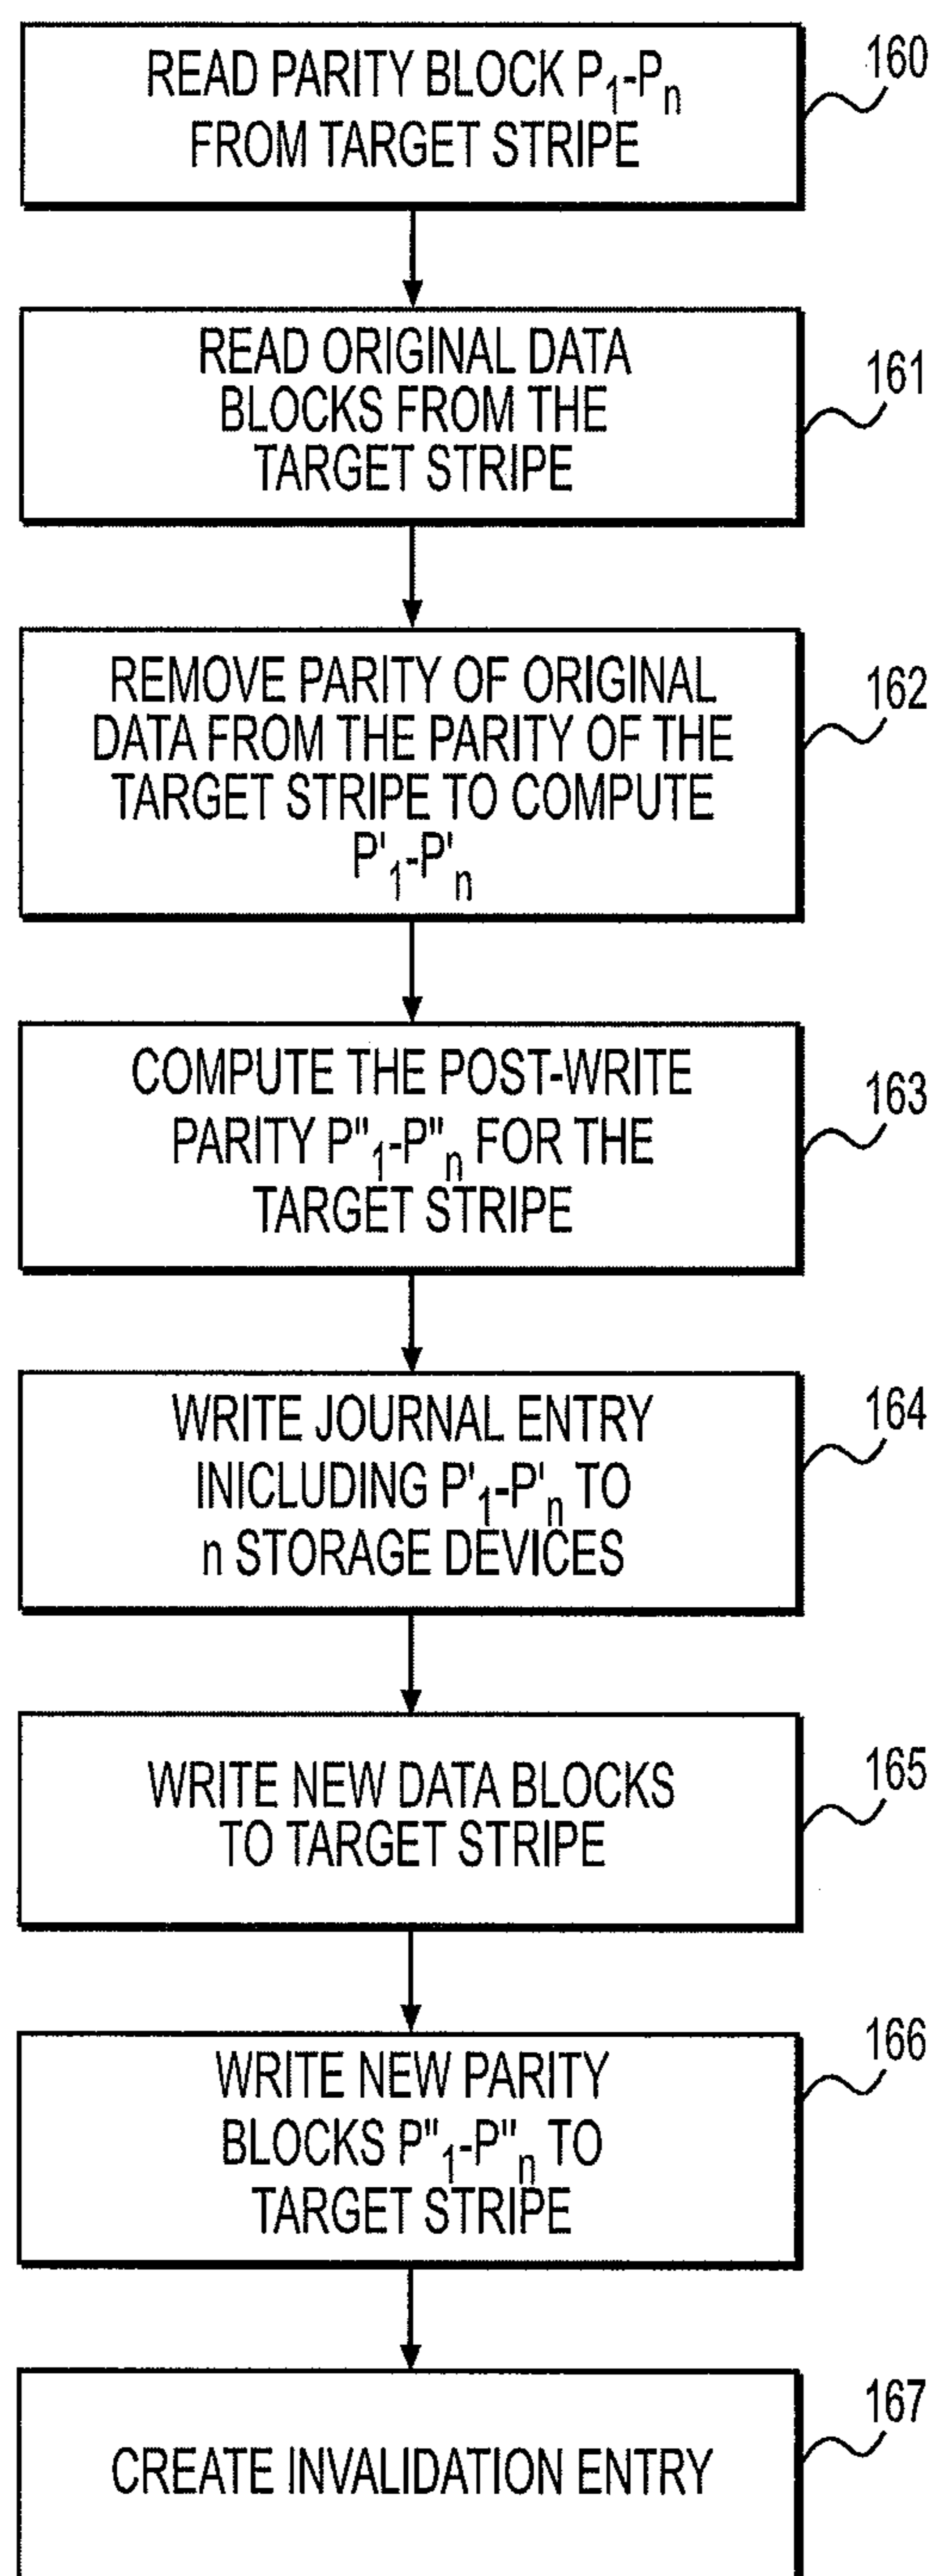 READ PARITY BLOCK P1-Pn
FROM TARGET STRIPE
160
READ ORIGINAL DATA
BLOCKS FROM THE
TARGET STRIPE
161
REMOVE PARITY OF ORIGINAL
DATA FROM THE PARITY OF THE
TARGET STRIPE TO COMPUTE
P'1-P'n
162
COMPUTE THE POST-WRITE
PARITY P"1-P"n FOR THE
TARGET STRIPE
163
WRITE JOURNAL ENTRY
INICLUDING P'1-P'n TO
n STORAGE DEVICES
164
WRITE NEW DATA BLOCKS
TO TARGET STRIPE
165
WRITE NEW PARITY
BLOCKS P"1-P"n TO
TARGET STRIPE
166
CREATE INVALIDATION ENTRY
167